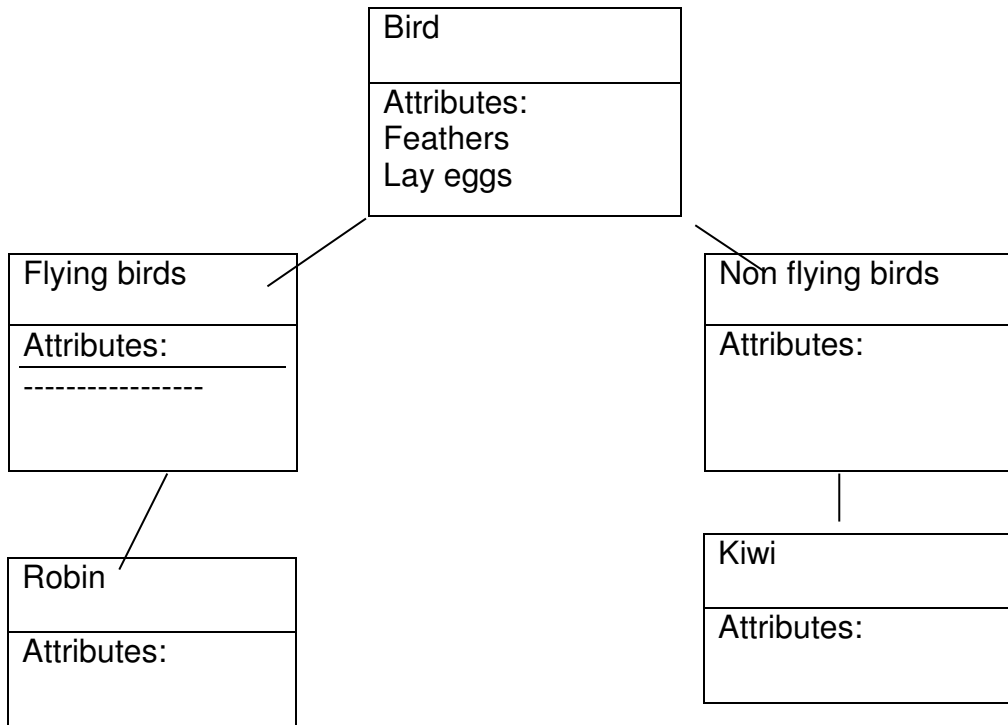 Bird
Attributes:
Feathers
Lay eggs
Flying birds
Attributes:
-----------------
Non flying birds
Attributes:
Robin
Attributes:
Kiwi
Attributes: